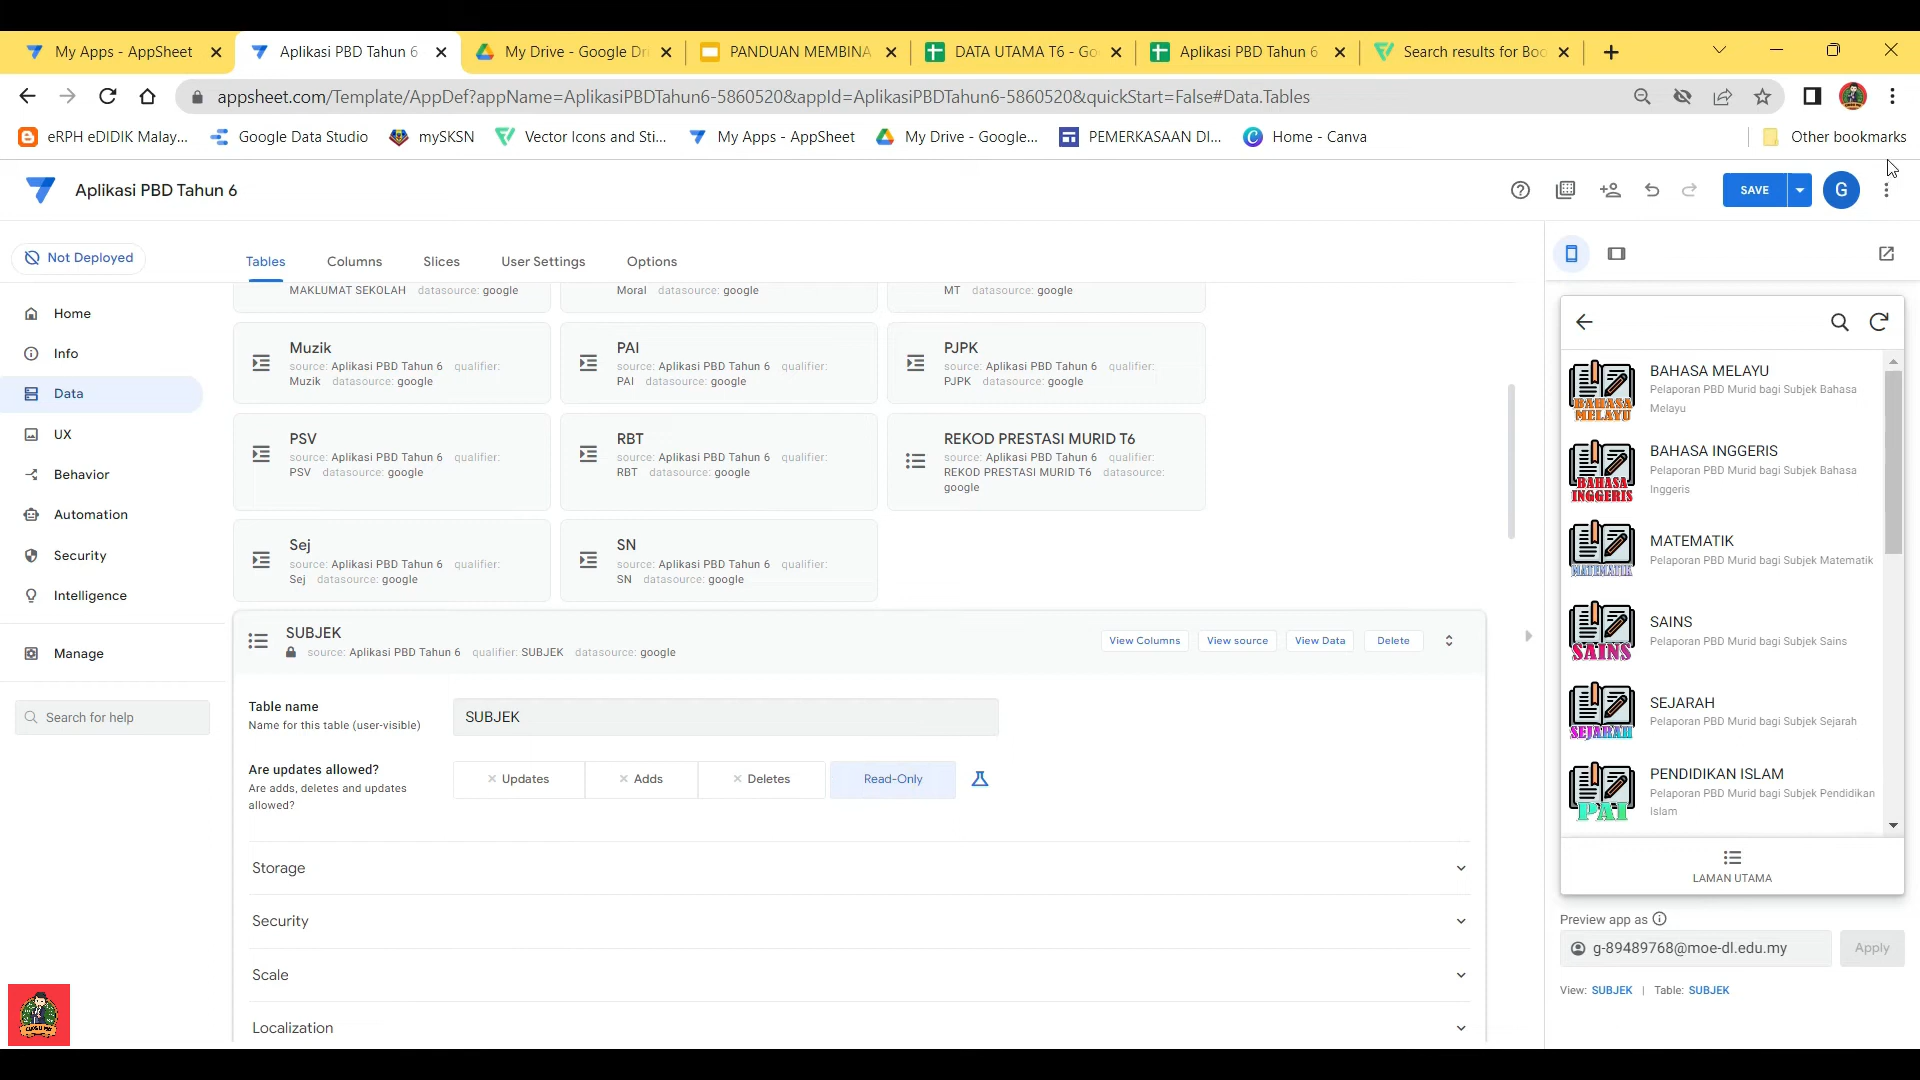 My Apps - AppSheet
Aplikasi PBD Tahun 6
My Drive - Google Dri
PANDUAN MEMBINA
DATA UTAMA T6 - Go
Aplikasi PBD Tahun 6
Search results for Boo
appsheet.com/Template/AppDef?appName=AplikasiPBDTahun6-5860520&appId=AplikasiPBDTahun6-5860520&quickStart=False#Data.Tables
eRPH eDIDIK Malay...
Google Data Studio
mySKSN
Vector Icons and Sti...
My Apps - AppSheet
My Drive - Google...
PEMERKASAAN DI...
Home - Canva
Other bookmarks
Aplikasi PBD Tahun 6
SAVE
G
Not Deployed
Home
Info
Data
UX
Behavior
Automation
Security
Intelligence
Manage
Search for help
Tables
Columns
Slices
User Settings
Options
MAKLUMAT SEKOLAH datasource: google
Moral datasource: google
MT datasource: google
Muzik
source: Aplikasi PBD Tahun 6 qualifier:
Muzik datasource: google
PAI
source: Aplikasi PBD Tahun 6 qualifier:
PAI datasource: google
PJPK
source: Aplikasi PBD Tahun 6 qualifier:
PJPK datasource: google
PSV
source: Aplikasi PBD Tahun 6 qualifier:
PSV datasource: google
RBT
source: Aplikasi PBD Tahun 6 qualifier:
RBT datasource: google
REKOD PRESTASI MURID T6
source: Aplikasi PBD Tahun 6 qualifier:
REKOD PRESTASI MURID T6 datasource:
google
Sej
source: Aplikasi PBD Tahun 6 qualifier:
Sej datasource: google
SN
source: Aplikasi PBD Tahun 6 qualifier:
SN datasource: google
SUBJEK
source: Aplikasi PBD Tahun 6 qualifier: SUBJEK datasource: google
View Columns
View source
View Data
Delete
Table name
Name for this table (user-visible)
SUBJEK
Are updates allowed?
Are adds, deletes and updates
allowed?
Updates
Adds
Deletes
Read-Only
Storage
Security
Scale
Localization
BAHASA
MELAYU
BAHASA MELAYU
Pelaporan PBD Murid bagi Subjek Bahasa
Melayu
BAHASA
INGGERIS
BAHASA INGGERIS
Pelaporan PBD Murid bagi Subjek Bahasa
Inggeris
MATEMATIK
MATEMATIK
Pelaporan PBD Murid bagi Subjek Matematik
SAINS
SAINS
Pelaporan PBD Murid bagi Subjek Sains
SEJARAH
SEJARAH
Pelaporan PBD Murid bagi Subjek Sejarah
PAI
PENDIDIKAN ISLAM
Pelaporan PBD Murid bagi Subjek Pendidikan
Islam
LAMAN UTAMA
Preview app as
g-89489768@moe-dl.edu.my
Apply
View: SUBJEK | Table: SUBJEK